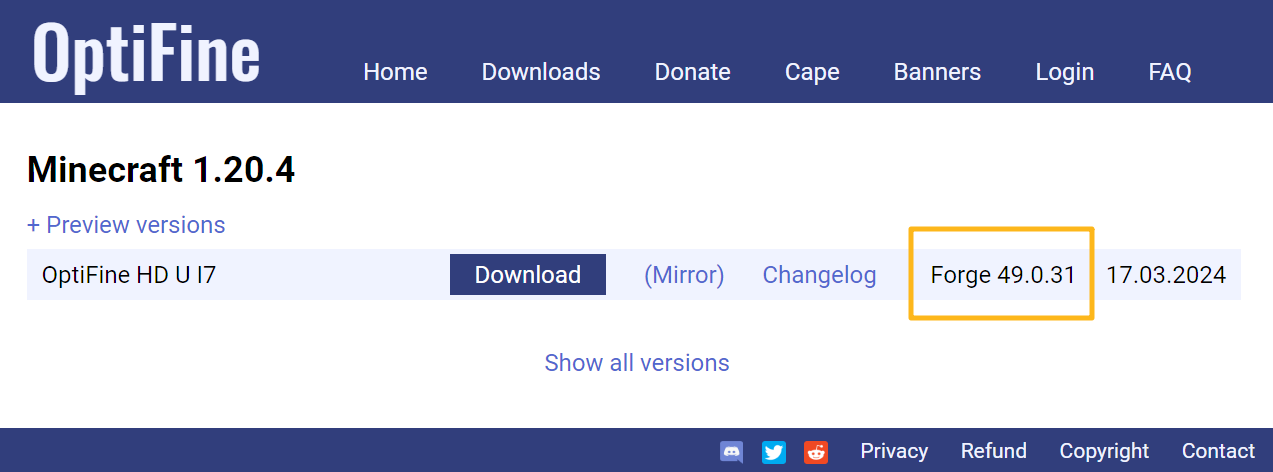 OptiFine
Home Downloads Donate Cape Banners Login FAQ
Minecraft 1.20.4
+ Preview versions
OptiFine HD U I7 Download (Mirror) Changelog Forge 49.0.31 17.03.2024
Show all versions
Privacy Refund Copyright Contact